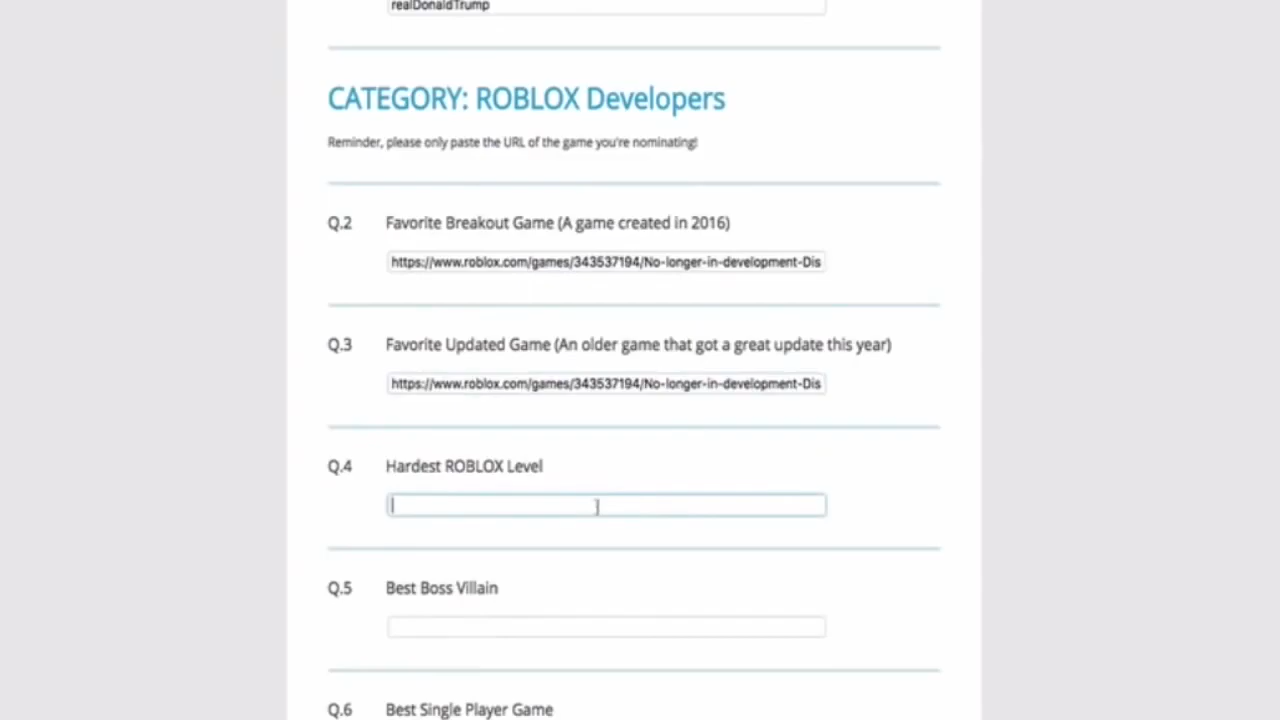 realDonaldTrump
CATEGORY: ROBLOX Developers
Reminder, please only paste the URL of the game you're nominating!
Q.2 Favorite Breakout Game (A game created in 2016)
https://www.roblox.com/games/343537194/No-longer-in-development-Dis
Q.3 Favorite Updated Game (An older game that got a great update this year)
https://www.roblox.com/games/343537194/No-longer-in-development-Dis
Q.4 Hardest ROBLOX Level
Q.5 Best Boss Villain
Q.6 Best Single Player Game